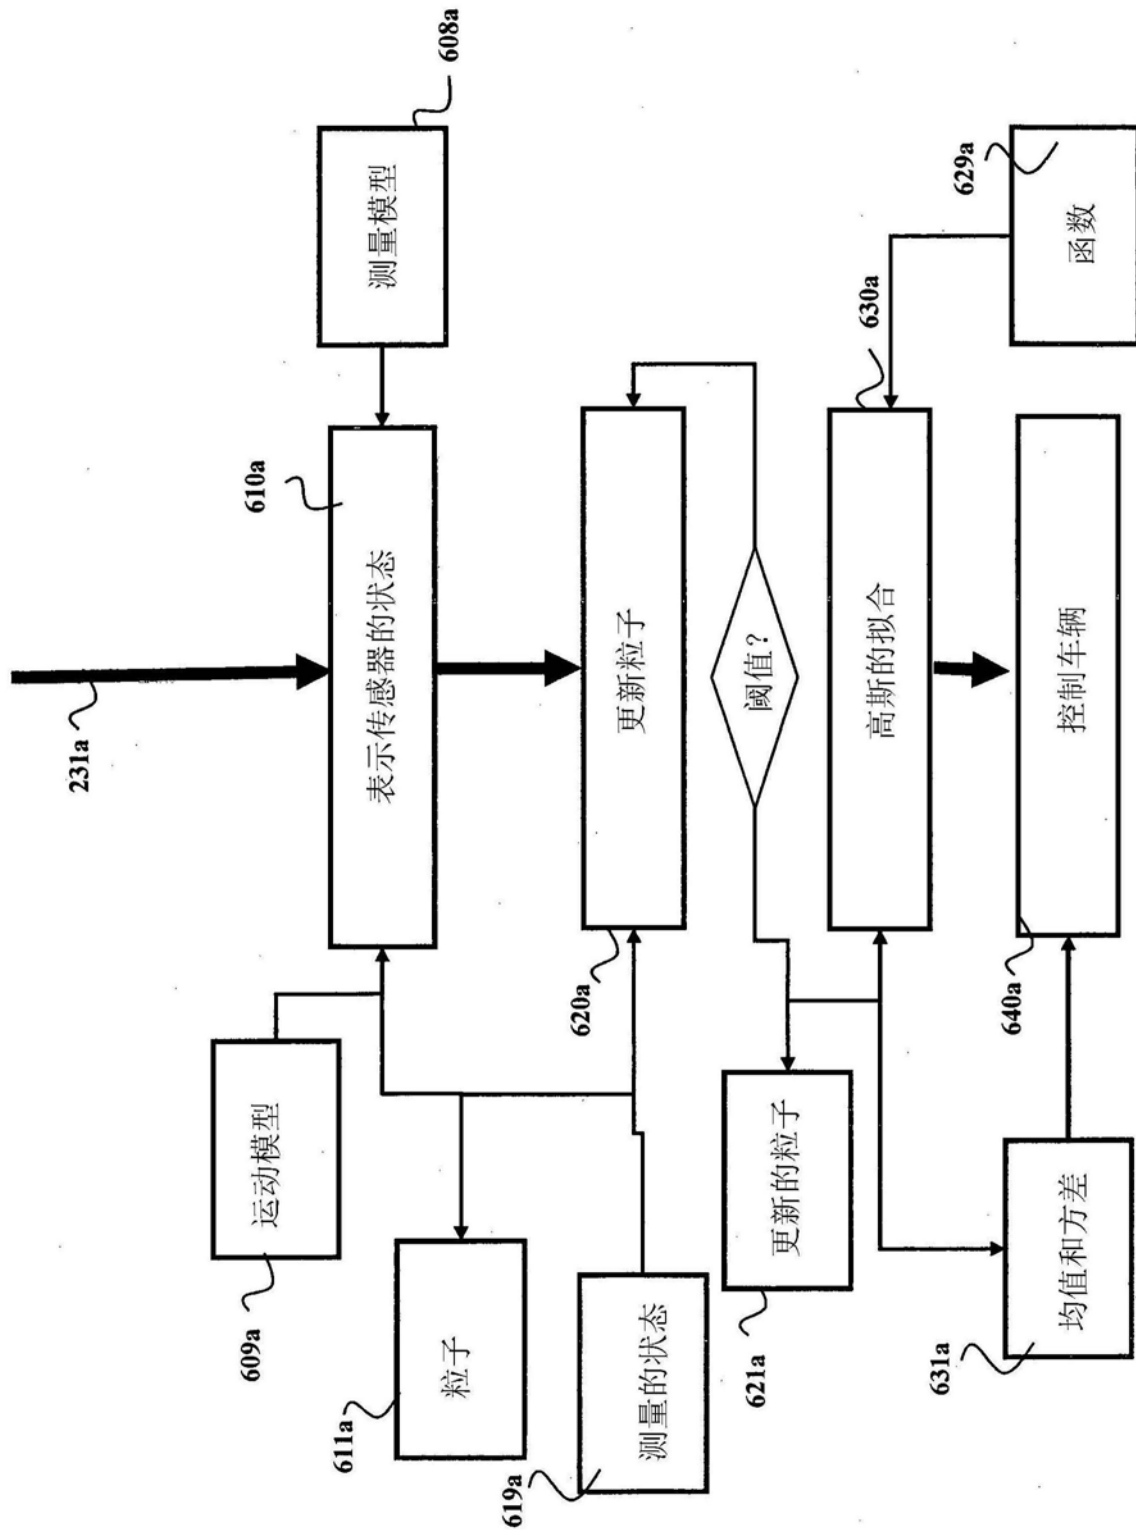 231a
608a
测量模型
610a
表示传感器的状态
609a
运动模型
611a
粒子
619a
测量的状态
620a
更新粒子
阈值？
621a
更新的粒子
629a
函数
630a
高斯的拟合
631a
均值和方差
640a
控制车辆